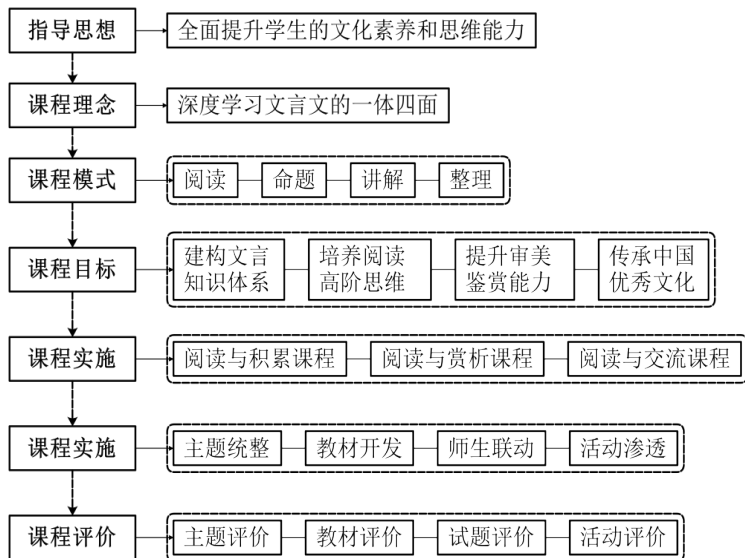 指导思想
全面提升学生的文化素养和思维能力
课程理念
深度学习文言文的一体四面
课程模式
阅读 命题 讲解 整理
课程目标
建构文言
知识体系
培养阅读
高阶思维
提升审美
鉴赏能力
传承中国
优秀文化
课程实施
阅读与积累课程 阅读与赏析课程 阅读与交流课程
课程实施
主题统整 教材开发 师生联动 活动渗透
课程评价
主题评价 教材评价 试题评价 活动评价